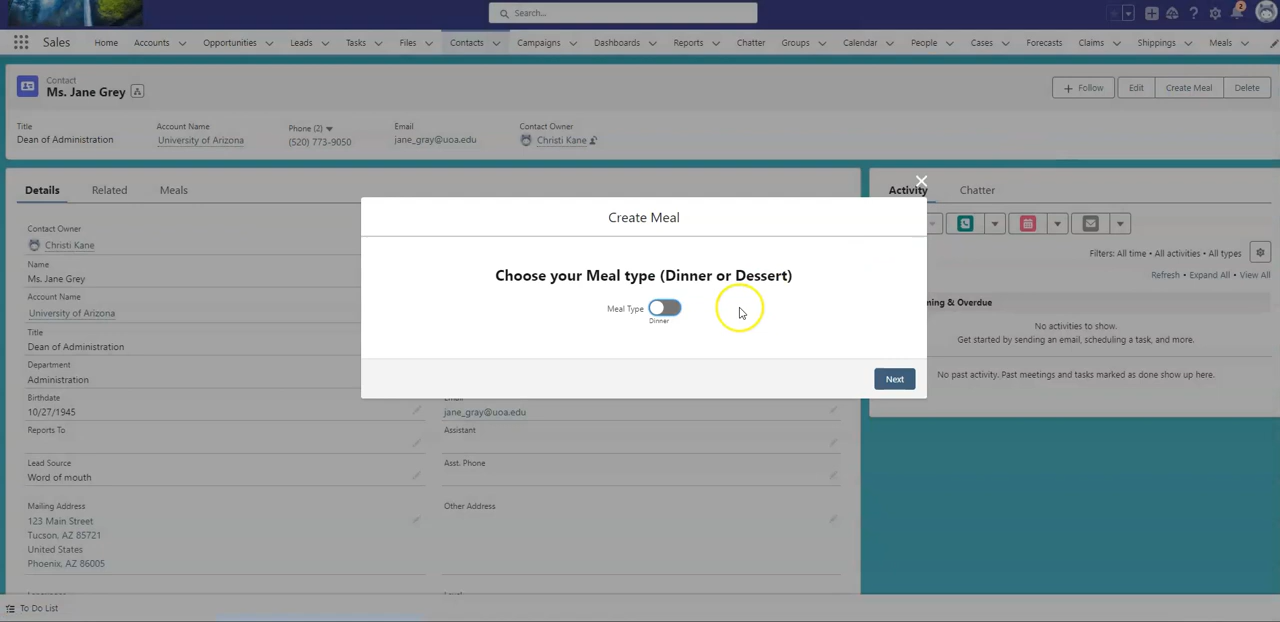 Search...
2
Sales
Home
Accounts
Opportunities
Leads
Tasks
Files
Contacts
Campaigns
Dashboards
Reports
Chatter
Groups
Calendar
People
Cases
Forecasts
Claims
Shippings
Meals
Contact
Ms. Jane Grey
Follow
Edit
Create Meal
Delete
Title
Dean of Administration
Account Name
University of Arizona
Phone (2)
(520) 773-9050
Email
jane_gray@uoa.edu
Contact Owner
Christi Kane
Details
Related
Meals
Contact Owner
Christi Kane
Name
Ms. Jane Grey
Account Name
University of Arizona
Title
Dean of Administration
Department
Administration
Birthdate
10/27/1945
Reports To
Lead Source
Word of mouth
Mailing Address
123 Main Street
Tucson, AZ 85721
United States
Phoenix, AZ 86005
jane_gray@uoa.edu
Assistant
Asst. Phone
Other Address
Create Meal
Choose your Meal type (Dinner or Dessert)
Meal Type
Dinner
Next
Activity
Chatter
Filters: All time • All activities • All types
Refresh • Expand All • View All
ning & Overdue
No activities to show.
Get started by sending an email, scheduling a task, and more.
No past activity. Past meetings and tasks marked as done show up here.
To Do List